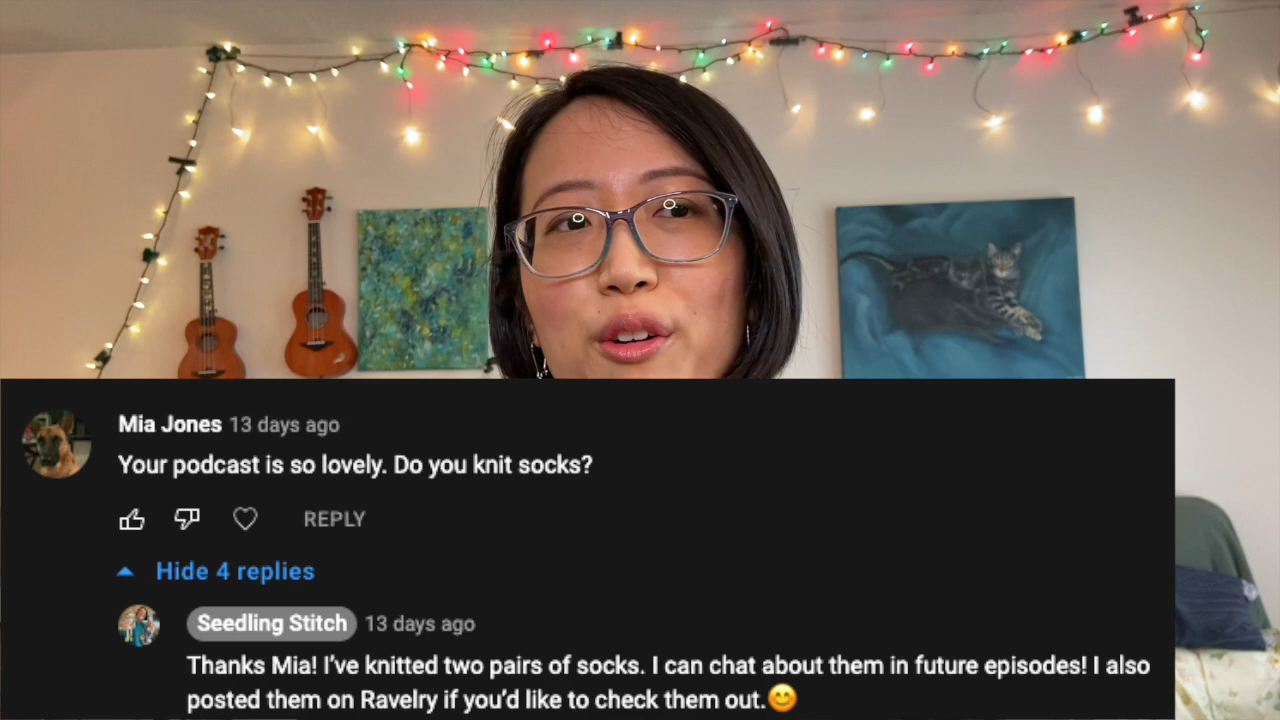 Mia Jones 13 days ago
Your podcast is so lovely. Do you knit socks?
REPLY
Hide 4 replies
Seedling Stitch 13 days ago
Thanks Mia! I've knitted two pairs of socks. I can chat about them in future episodes! I also
posted them on Ravelry if you'd like to check them out.😊